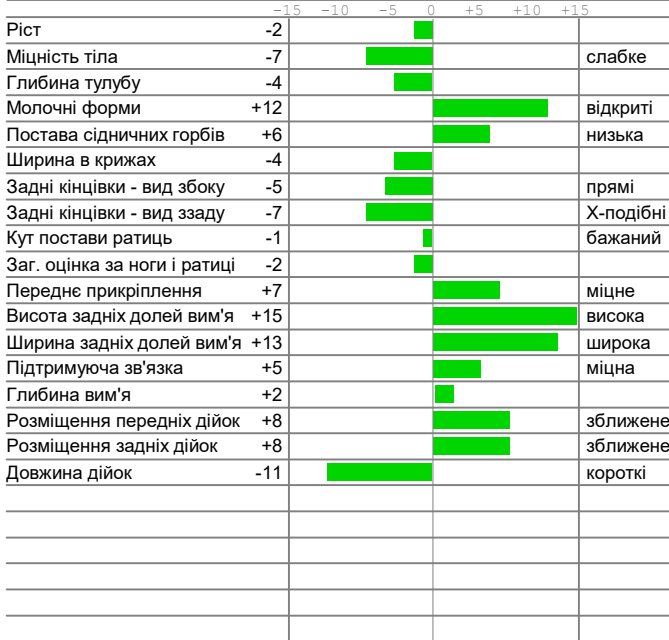 -15 -10 -5 0 +5 +10 +15
Ріст -2
Міцність тіла -7 слабке
Глибина тулубу -4
Молочні форми +12 відкриті
Постава сідничних горбів +6 низька
Ширина в крижах -4
Задні кінцівки - вид збоку -5 прямі
Задні кінцівки - вид ззаду -7 Х-подібні
Кут постави ратиць -1 бажаний
Заг. оцінка за ноги і ратиці -2
Переднє прикріплення +7 міцне
Висота задніх долей вим'я +15 висока
Ширина задніх долей вим'я +13 широка
Підтримуюча зв'язка +5 міцна
Глибина вим'я +2
Розміщення передніх дійок +8 зближене
Розміщення задніх дійок +8 зближене
Довжина дійок -11 короткі